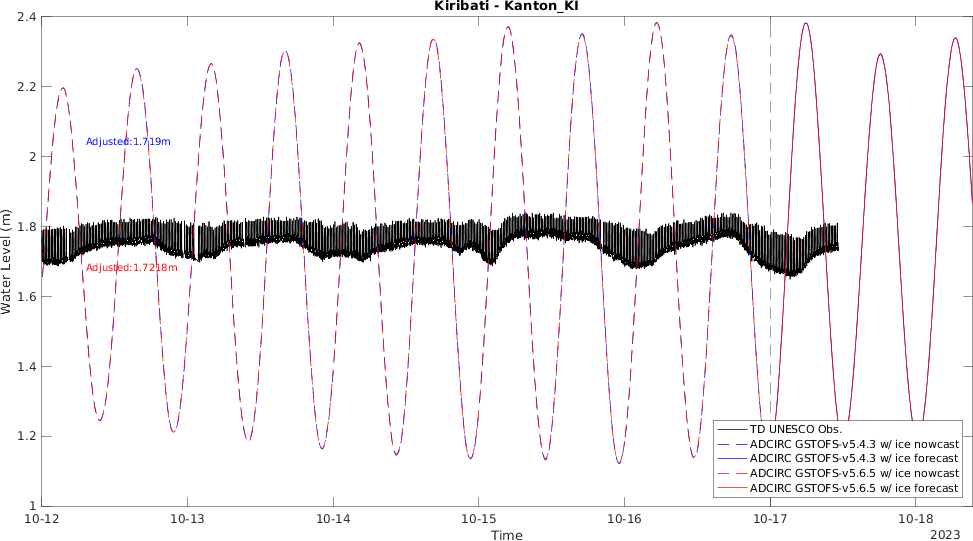 Kiribati - Kanton_KI
2.4
2.2
2
1.8
1.6
1.4
1.2
1
Water Level (m)
Adjusted:1.719m
Adjusted:1.7218m
TD UNESCO Obs.
ADCIRC GSTOFS-v5.4.3 w/ ice nowcast
ADCIRC GSTOFS-v5.4.3 w/ ice forecast
ADCIRC GSTOFS-v5.6.5 w/ ice nowcast
ADCIRC GSTOFS-v5.6.5 w/ ice forecast
10-12 10-13 10-14 10-15 10-16 10-17 10-18
Time
2023